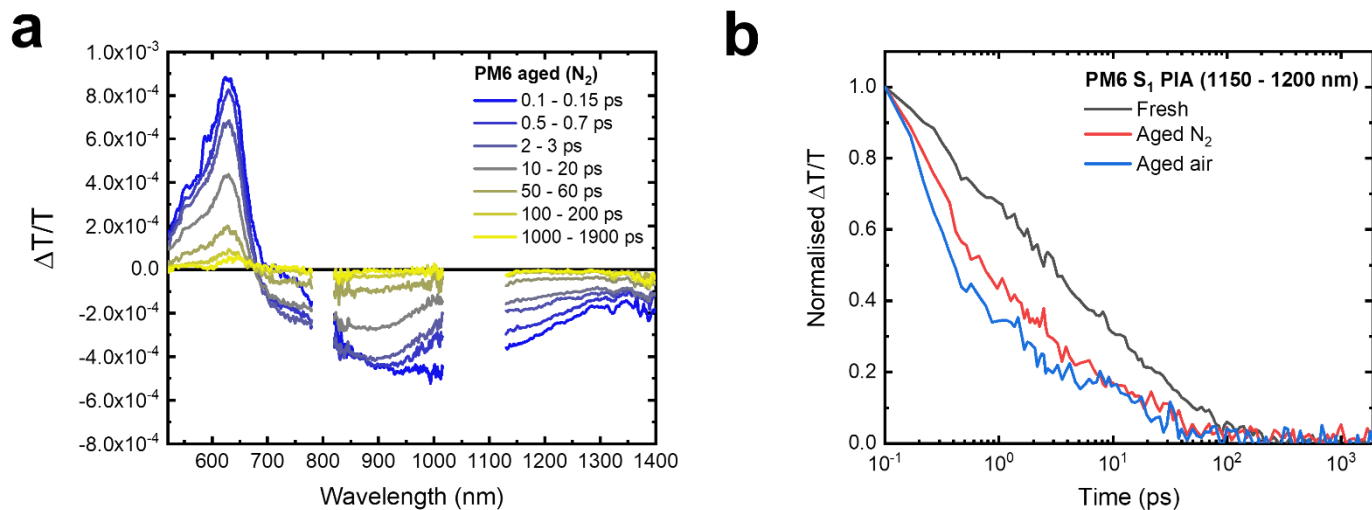 a
1.0x10⁻³
8.0x10⁻⁴
6.0x10⁻⁴
4.0x10⁻⁴
2.0x10⁻⁴
0.0
-2.0x10⁻⁴
-4.0x10⁻⁴
-6.0x10⁻⁴
-8.0x10⁻⁴
ΔT/T
600 700 800 900 1000 1100 1200 1300 1400
Wavelength (nm)
PM6 aged (N₂)
0.1 - 0.15 ps
0.5 - 0.7 ps
2 - 3 ps
10 - 20 ps
50 - 60 ps
100 - 200 ps
1000 - 1900 ps
b
1.0
0.8
0.6
0.4
0.2
0.0
Normalised ΔT/T
10⁻¹ 10⁰ 10¹ 10² 10³
Time (ps)
PM6 S₁ PIA (1150 - 1200 nm)
Fresh
Aged N₂
Aged air